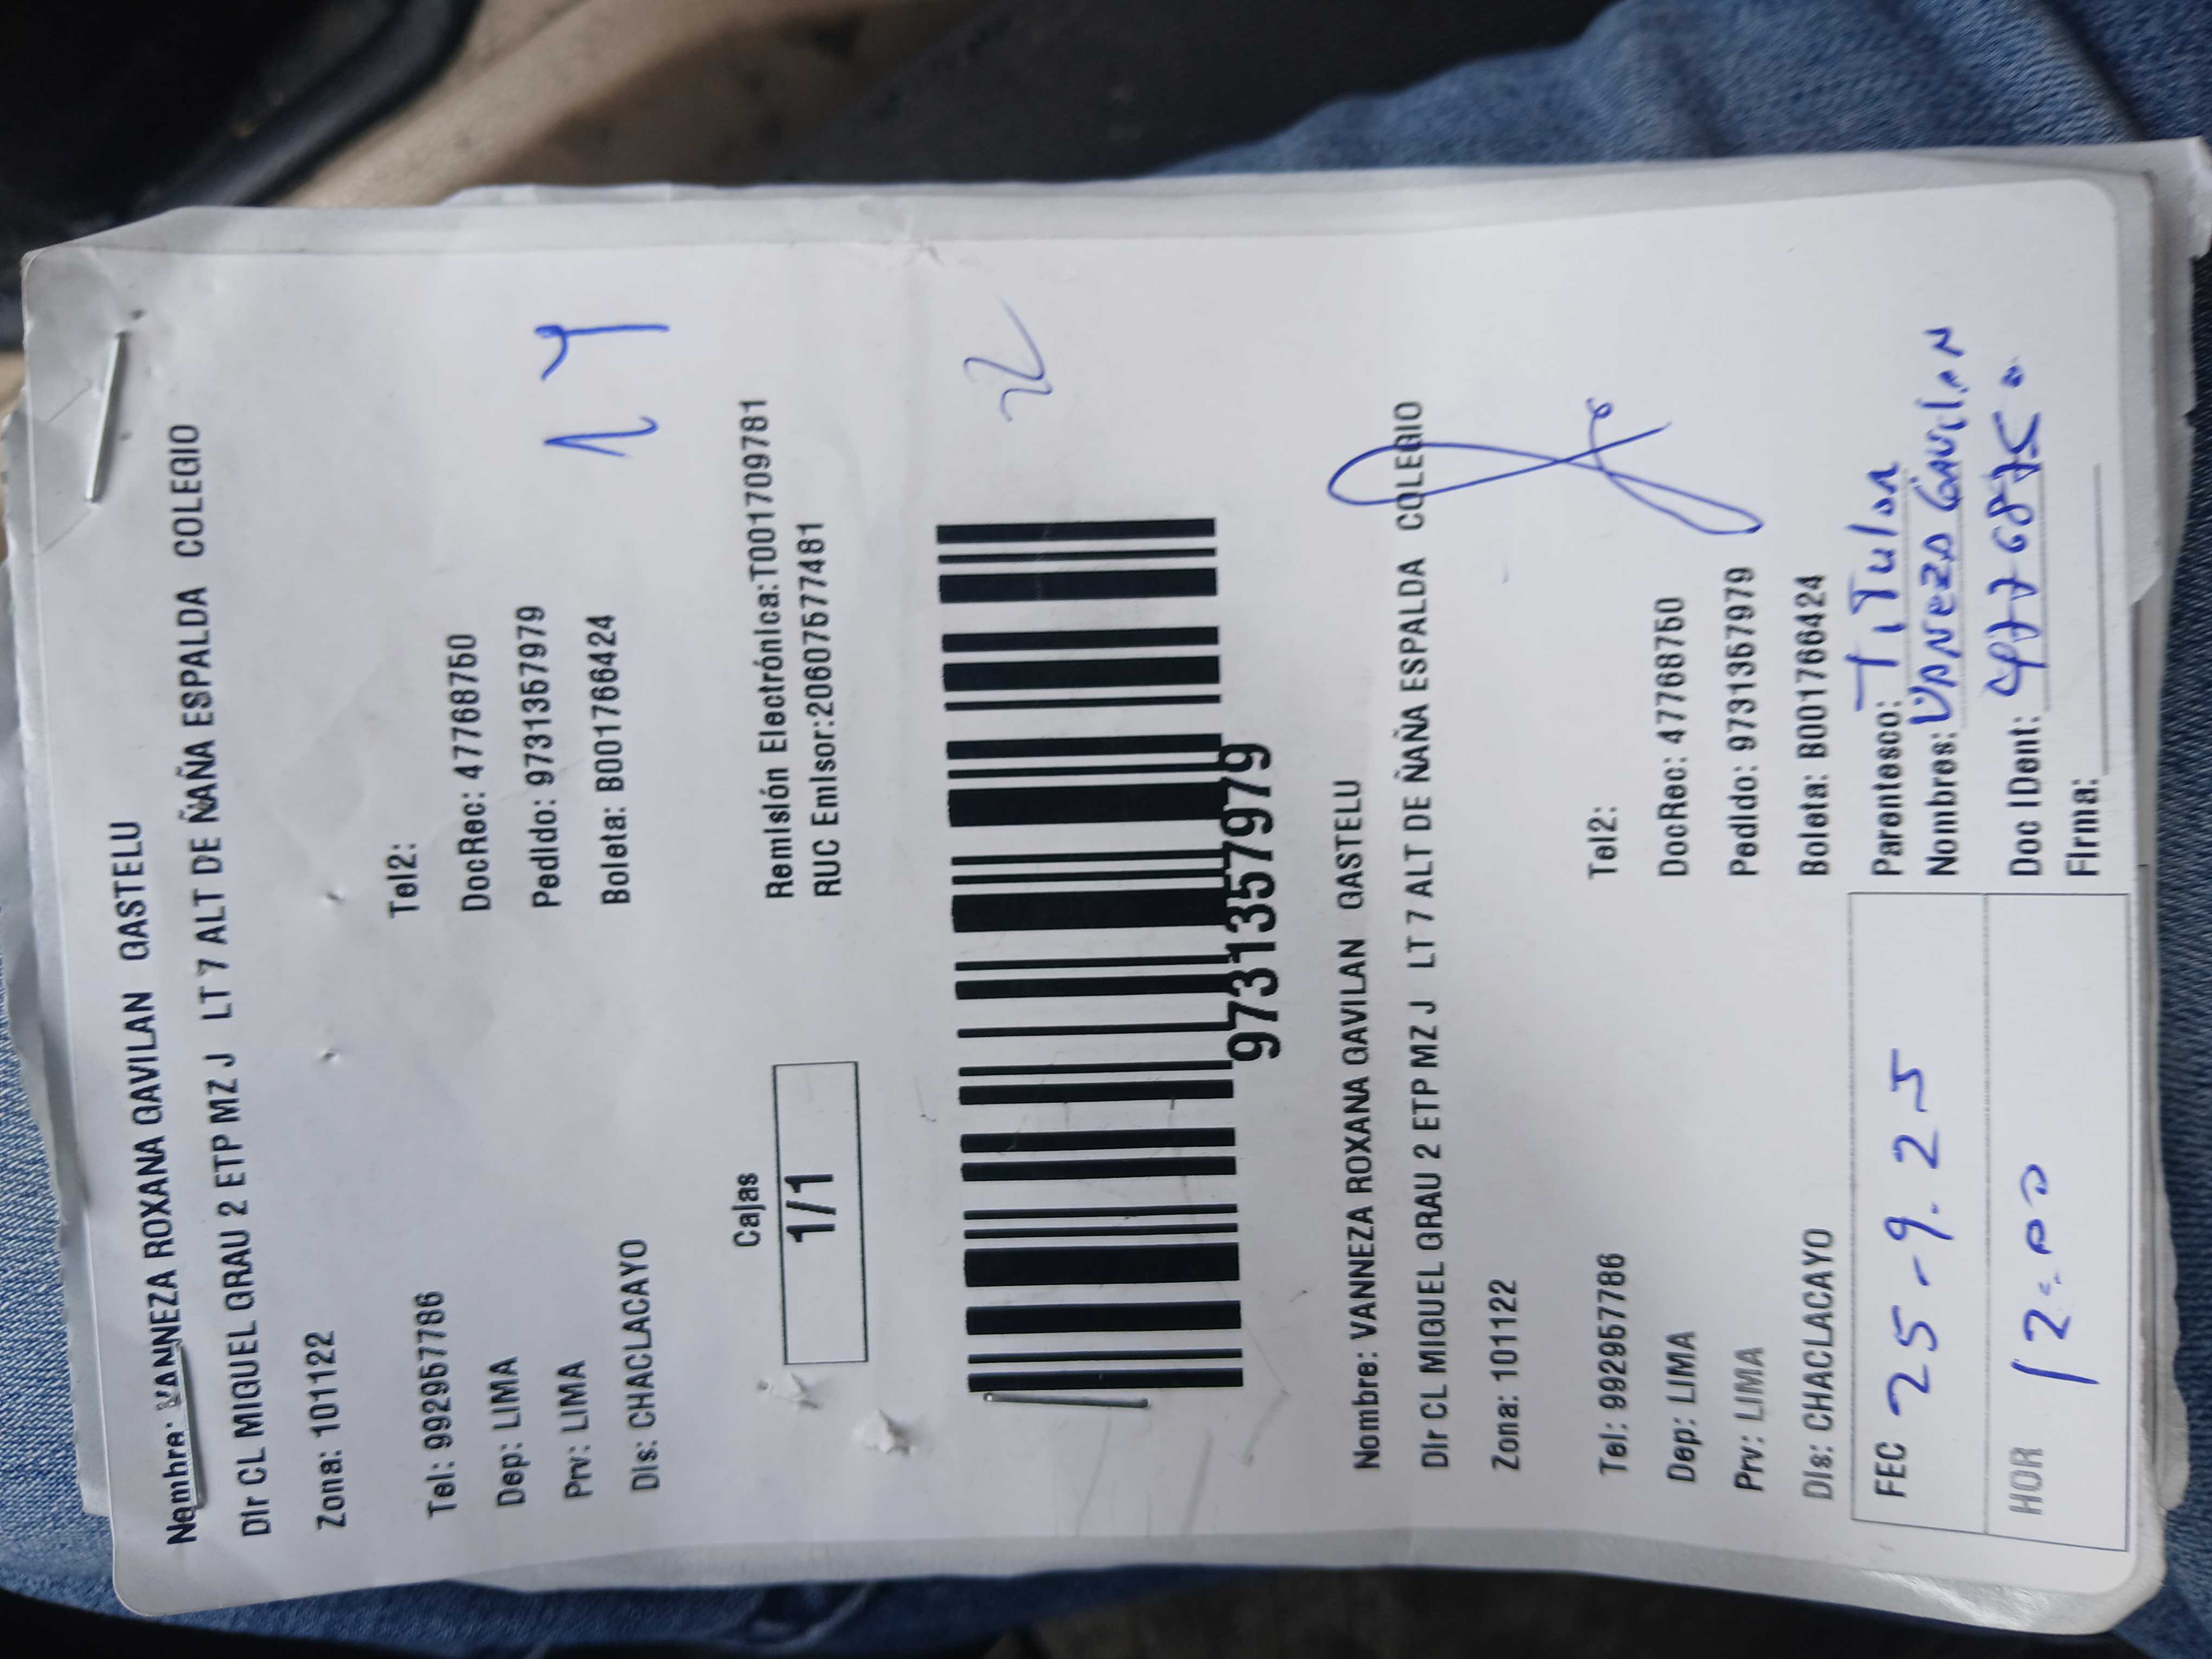 Nombre: VANNEZA ROXANA GAVILAN GASTELU
Dir CL MIGUEL GRAU 2 ETP MZ J LT 7 ALT DE ÑAÑA ESPALDA COLEGIO
Zona: 101122
Tel: 992957786 Tel2:
Dep: LIMA DocRec: 47768750
Prv: LIMA Pedido: 9731357979
Dis: CHACLACAYO Boleta: B001766424
Cajas
1/1
Remisión Electrónica:T001709781
RUC Emisor:20607577481
9731357979
Nombre: VANNEZA ROXANA GAVILAN GASTELU
Dir CL MIGUEL GRAU 2 ETP MZ J LT 7 ALT DE ÑAÑA ESPALDA COLEGIO
Zona: 101122
Tel: 992957786 Tel2:
Dep: LIMA DocRec: 47768750
Prv: LIMA Pedido: 9731357979
Dis: CHACLACAYO Boleta: B001766424
FEC 25-9.25 Parentesco: Titular
Nombres: Vaneza Gavilan
HOR 12:00 Doc IDent: 47768750
Firma: